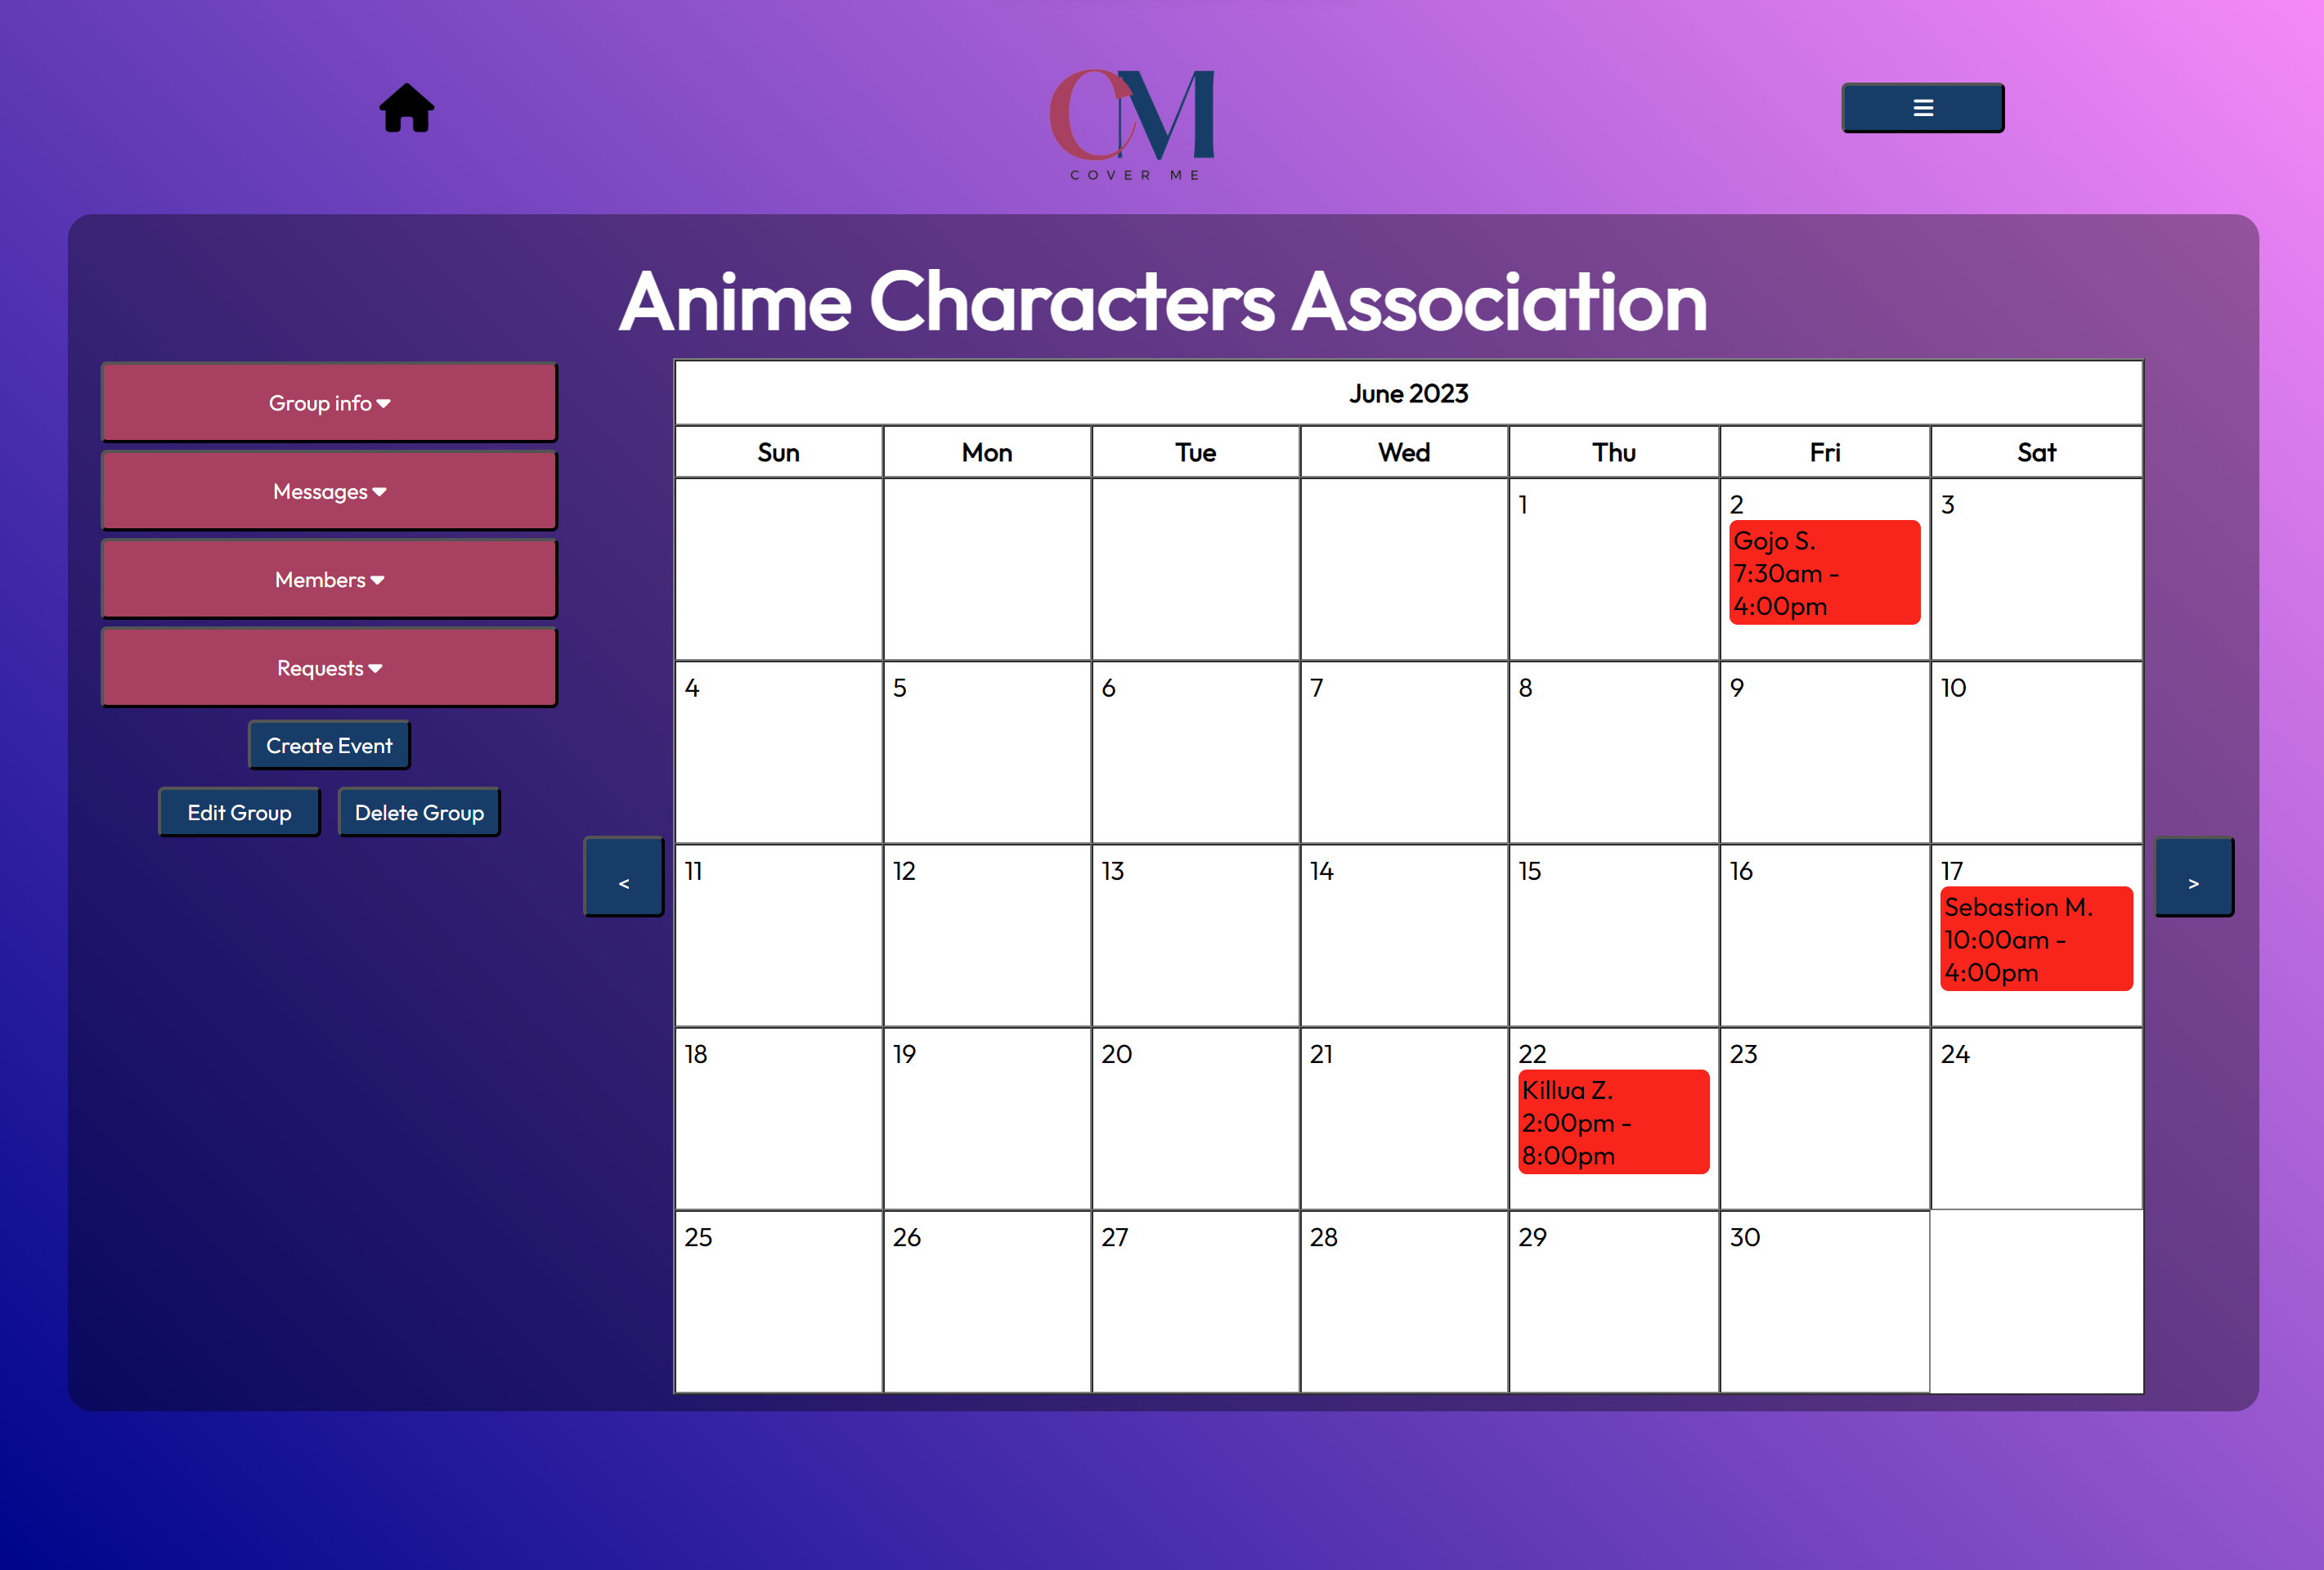 CM
COVER ME
Anime Characters Association
Group info
Messages
Members
Requests
Create Event
Edit Group Delete Group
<
June 2023
Sun Mon Tue Wed Thu Fri Sat
1 2 3
Gojo S.
7:30am -
4:00pm
4 5 6 7 8 9 10
11 12 13 14 15 16 17
Sebastion M.
10:00am -
4:00pm
18 19 20 21 22 23 24
Killua Z.
2:00pm -
8:00pm
25 26 27 28 29 30
>